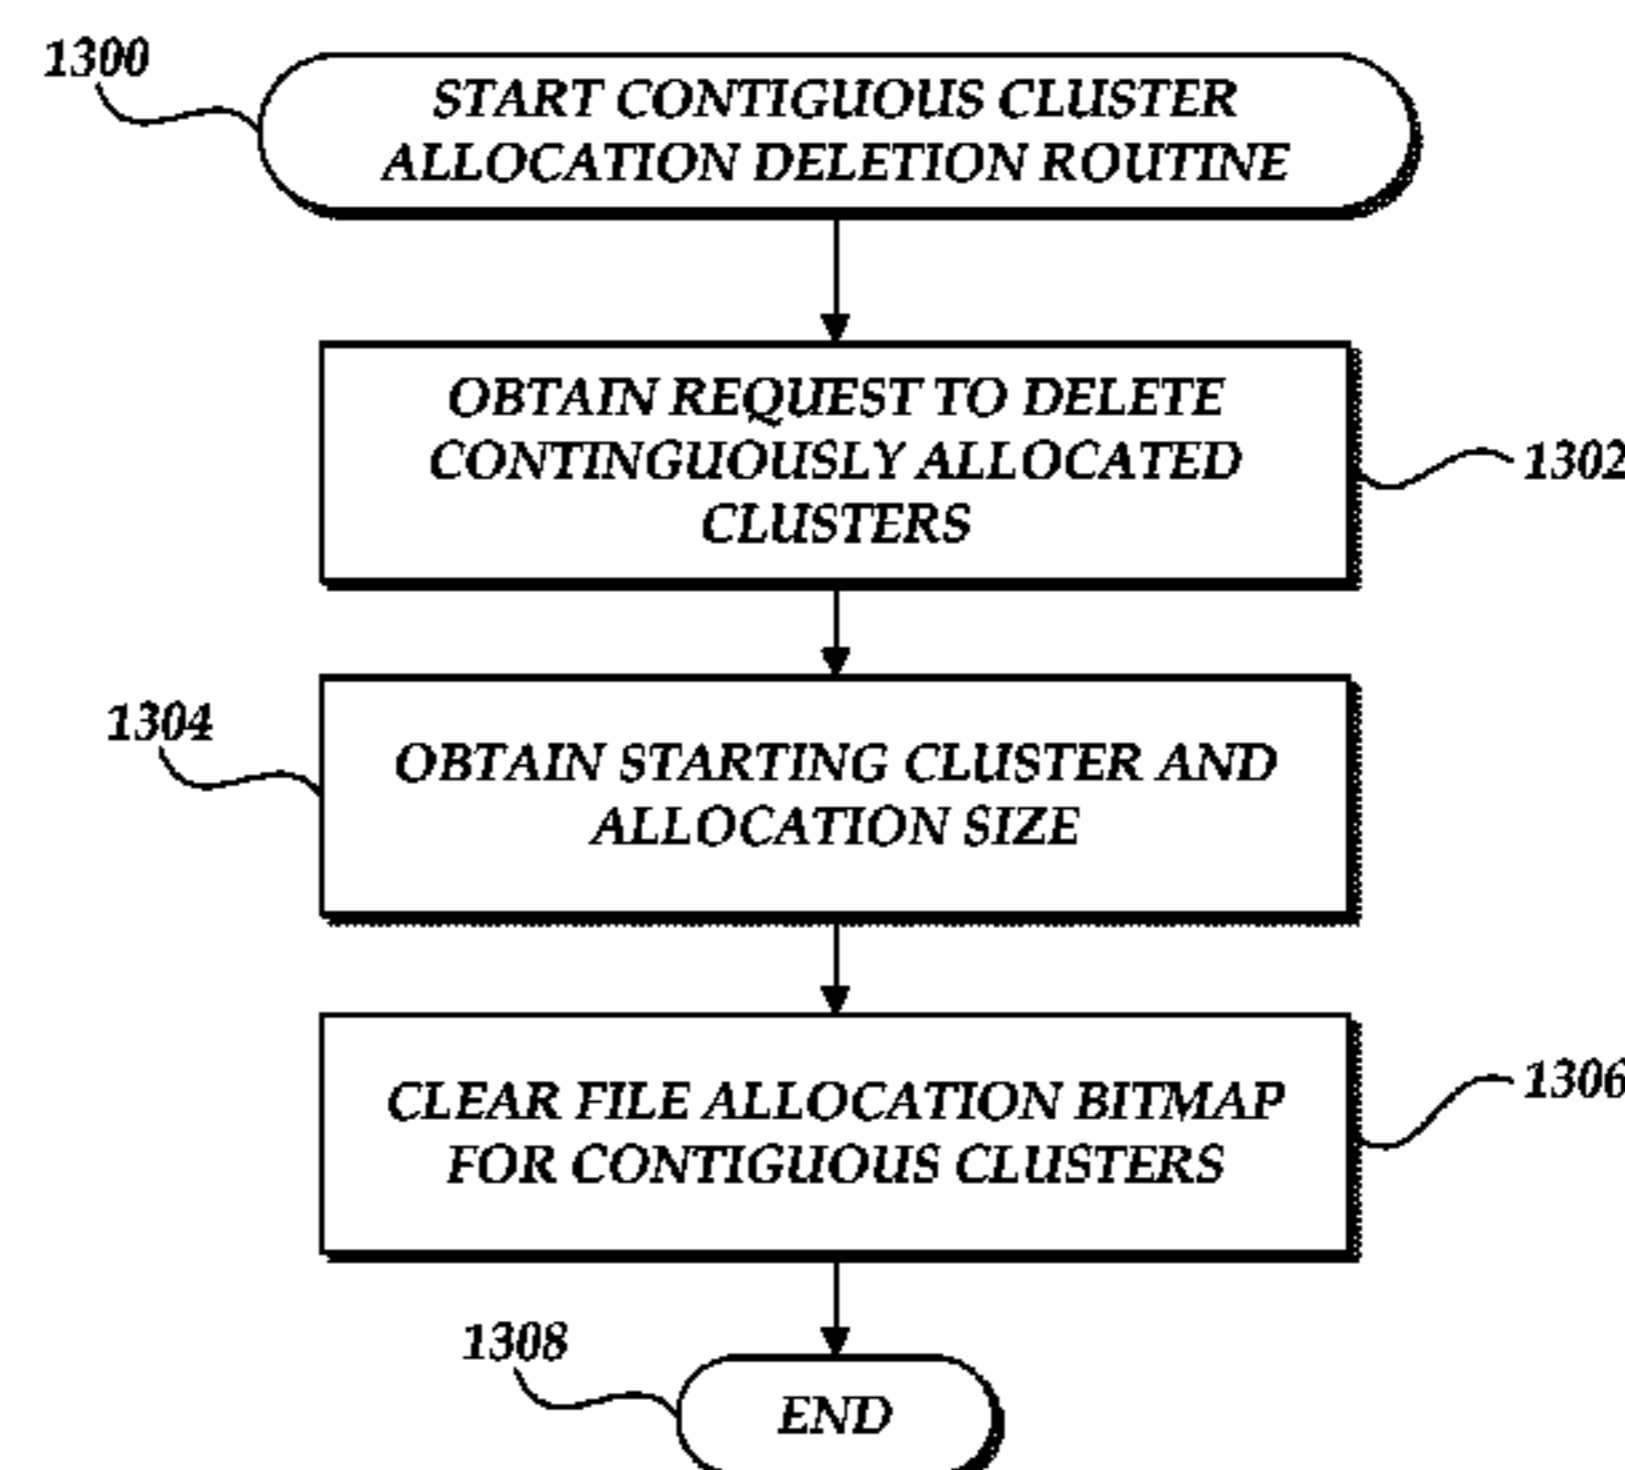 1300
START CONTIGUOUS CLUSTER
ALLOCATION DELETION ROUTINE
OBTAIN REQUEST TO DELETE
CONTINGUOUSLY ALLOCATED
CLUSTERS
1302
1304
OBTAIN STARTING CLUSTER AND
ALLOCATION SIZE
CLEAR FILE ALLOCATION BITMAP
FOR CONTIGUOUS CLUSTERS
1306
1308
END